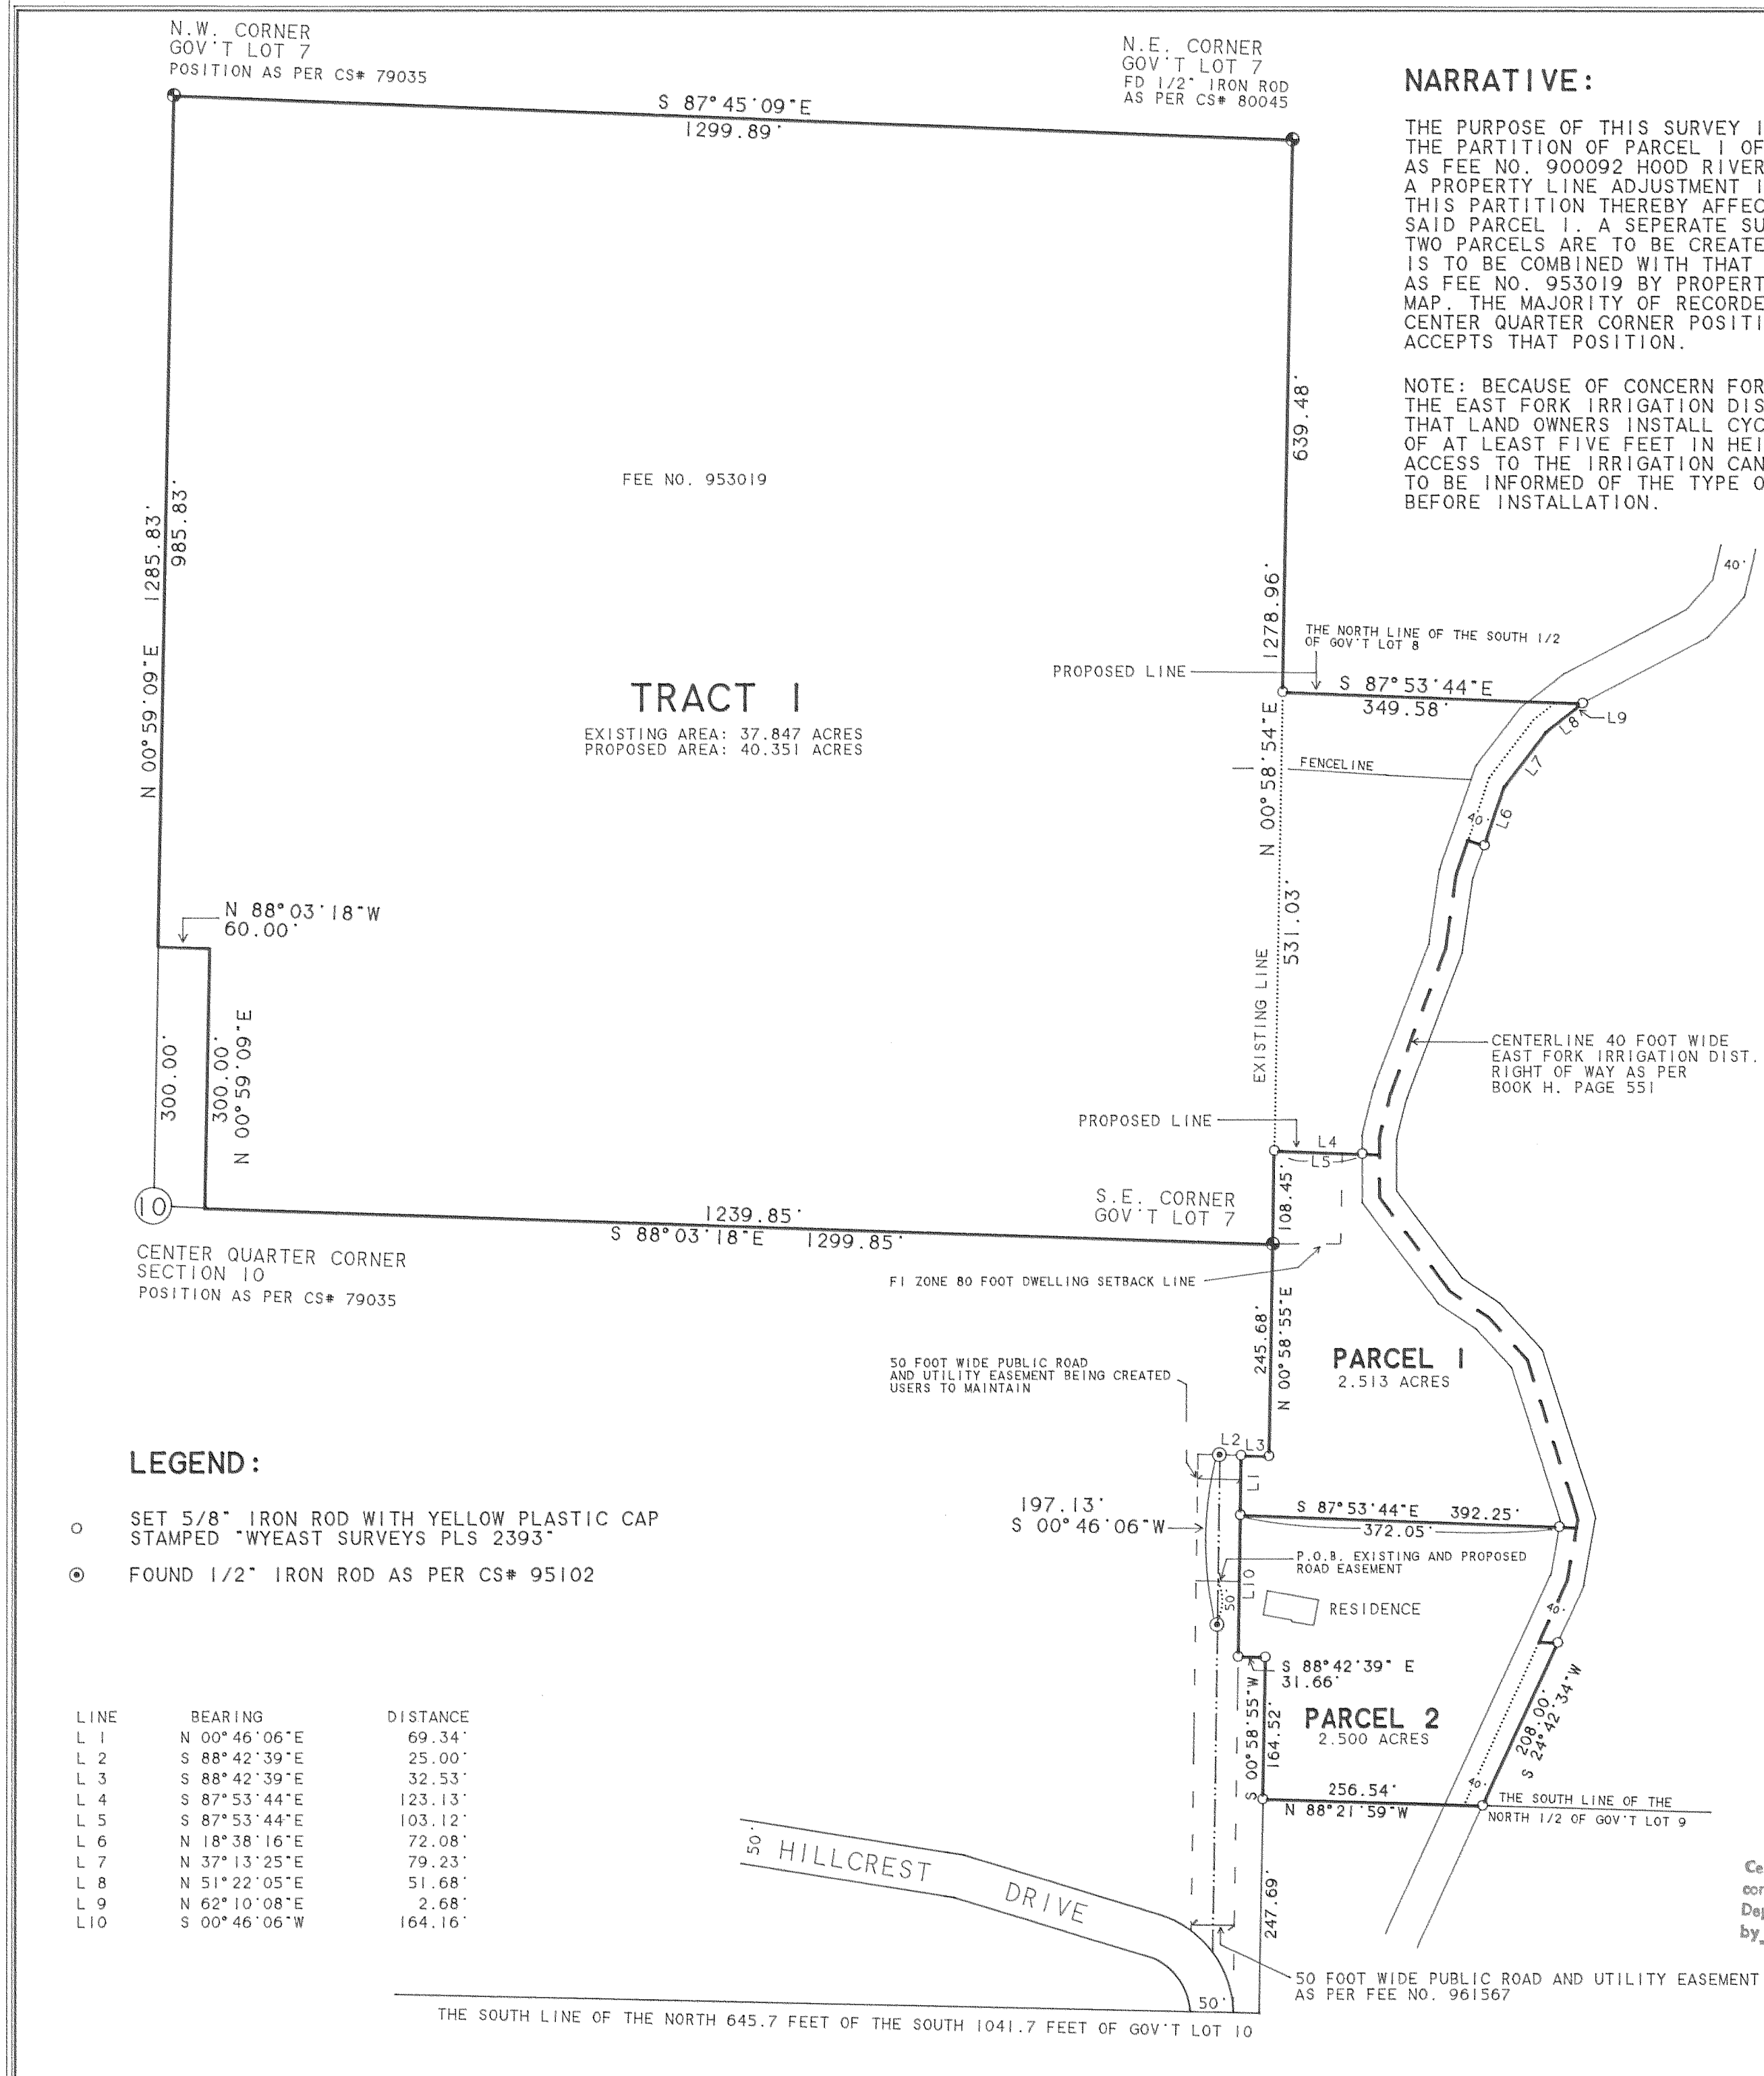 N.W. CORNER
GOV'T LOT 7
POSITION AS PER CS# 79035
N.E. CORNER
GOV'T LOT 7
FD 1/2" IRON ROD
AS PER CS# 80045
S 87°45'09"E
1299.89'
NARRATIVE:
THE PURPOSE OF THIS SURVEY I
THE PARTITION OF PARCEL 1 OF
AS FEE NO. 900092 HOOD RIVER
A PROPERTY LINE ADJUSTMENT I
THIS PARTITION THEREBY AFFEC
SAID PARCEL 1. A SEPERATE SU
TWO PARCELS ARE TO BE CREATE
IS TO BE COMBINED WITH THAT
AS FEE NO. 953019 BY PROPERT
MAP. THE MAJORITY OF RECORDE
CENTER QUARTER CORNER POSITI
ACCEPTS THAT POSITION.
NOTE: BECAUSE OF CONCERN FOR
THE EAST FORK IRRIGATION DIS
THAT LAND OWNERS INSTALL CYC
OF AT LEAST FIVE FEET IN HEI
ACCESS TO THE IRRIGATION CAN
TO BE INFORMED OF THE TYPE O
BEFORE INSTALLATION.
639.48'
FEE NO. 953019
N 00°59'09"E 1285.83'
985.83'
1278.96'
N 00°58'54"E
40'
THE NORTH LINE OF THE SOUTH 1/2
OF GOV'T LOT 8
PROPOSED LINE
S 87°53'44"E
349.58'
L9
L8
L7
L6
40'
TRACT 1
EXISTING AREA: 37.847 ACRES
PROPOSED AREA: 40.351 ACRES
FENCELINE
N 88°03'18"W
60.00'
531.03'
EXISTING LINE
300.00'
300.00'
N 00°59'09"E
CENTERLINE 40 FOOT WIDE
EAST FORK IRRIGATION DIST.
RIGHT OF WAY AS PER
BOOK H. PAGE 551
PROPOSED LINE
L4
L5
108.45'
10
1239.85'
S 88°03'18"E 1299.85'
S.E. CORNER
GOV'T LOT 7
CENTER QUARTER CORNER
SECTION 10
POSITION AS PER CS# 79035
F1 ZONE 80 FOOT DWELLING SETBACK LINE
245.68'
N 00°58'55"E
50 FOOT WIDE PUBLIC ROAD
AND UTILITY EASEMENT BEING CREATED
USERS TO MAINTAIN
PARCEL 1
2.513 ACRES
L2
L3
L1
LEGEND:
SET 5/8" IRON ROD WITH YELLOW PLASTIC CAP
STAMPED "WYEAST SURVEYS PLS 2393"
FOUND 1/2" IRON ROD AS PER CS# 95102
197.13'
S 00°46'06"W
S 87°53'44"E 392.25'
372.05'
P.O.B. EXISTING AND PROPOSED
ROAD EASEMENT
L10
50'
RESIDENCE
40'
S 88°42'39" E
31.66'
S 00°58'55"W
164.52'
PARCEL 2
2.500 ACRES
208.00'
S 24°42'34"W
40'
256.54'
N 88°21'59"W
THE SOUTH LINE OF THE
NORTH 1/2 OF GOV'T LOT 9
LINE BEARING DISTANCE
L 1 N 00°46'06"E 69.34'
L 2 S 88°42'39"E 25.00'
L 3 S 88°42'39"E 32.53'
L 4 S 87°53'44"E 123.13'
L 5 S 87°53'44"E 103.12'
L 6 N 18°38'16"E 72.08'
L 7 N 37°13'25"E 79.23'
L 8 N 51°22'05"E 51.68'
L 9 N 62°10'08"E 2.68'
L10 S 00°46'06"W 164.16'
50'
HILLCREST DRIVE
247.69'
Ce
cor
Dep
by
50 FOOT WIDE PUBLIC ROAD AND UTILITY EASEMENT
AS PER FEE NO. 961567
50'
THE SOUTH LINE OF THE NORTH 645.7 FEET OF THE SOUTH 1041.7 FEET OF GOV'T LOT 10